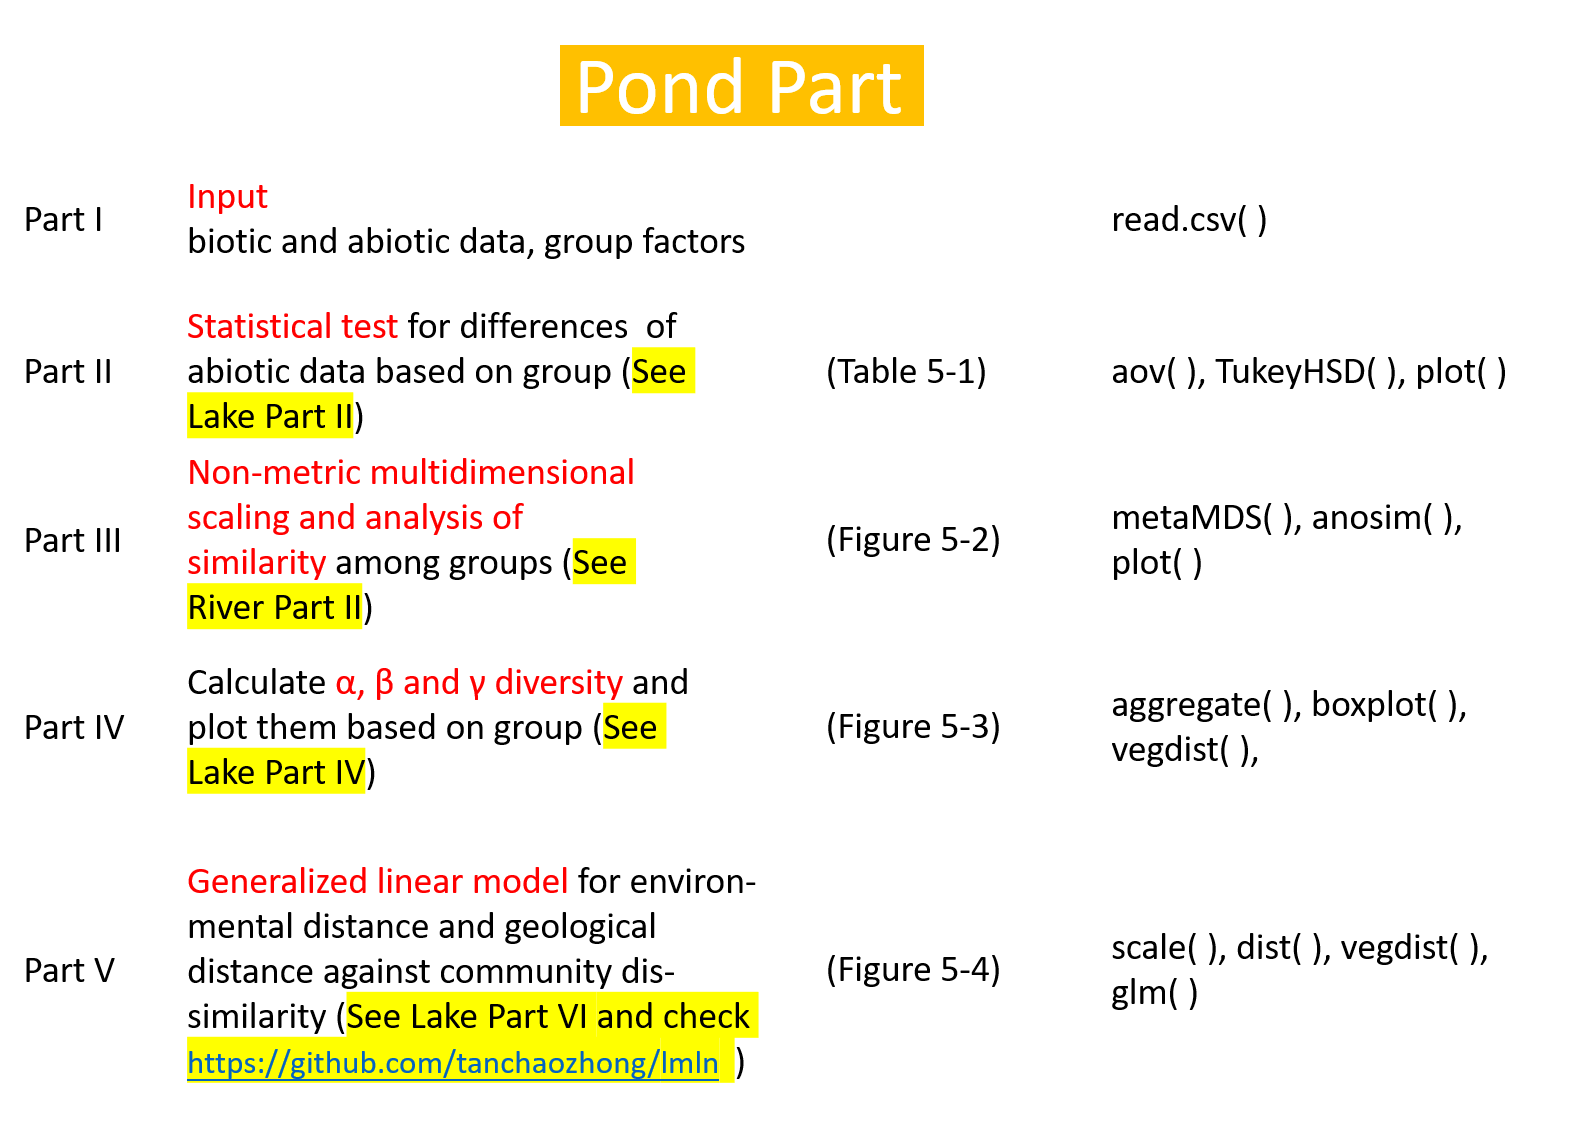 Pond Part
Part I
Input
biotic and abiotic data, group factors
read.csv( )
Part II
Statistical test for differences  of
abiotic data based on group (See
Lake Part II)
(Table 5-1)
aov( ), TukeyHSD( ), plot( )
Part III
Non-metric multidimensional
scaling and analysis of
similarity among groups (See
River Part II)
(Figure 5-2)
metaMDS( ), anosim( ),
plot( )
Part IV
Calculate α, β and γ diversity and
plot them based on group (See
Lake Part IV)
(Figure 5-3)
aggregate( ), boxplot( ),
vegdist( ),
Part V
Generalized linear model for environ-
mental distance and geological
distance against community dis-
similarity (See Lake Part VI and check
https://github.com/tanchaozhong/lmln  )
(Figure 5-4)
scale( ), dist( ), vegdist( ),
glm( )